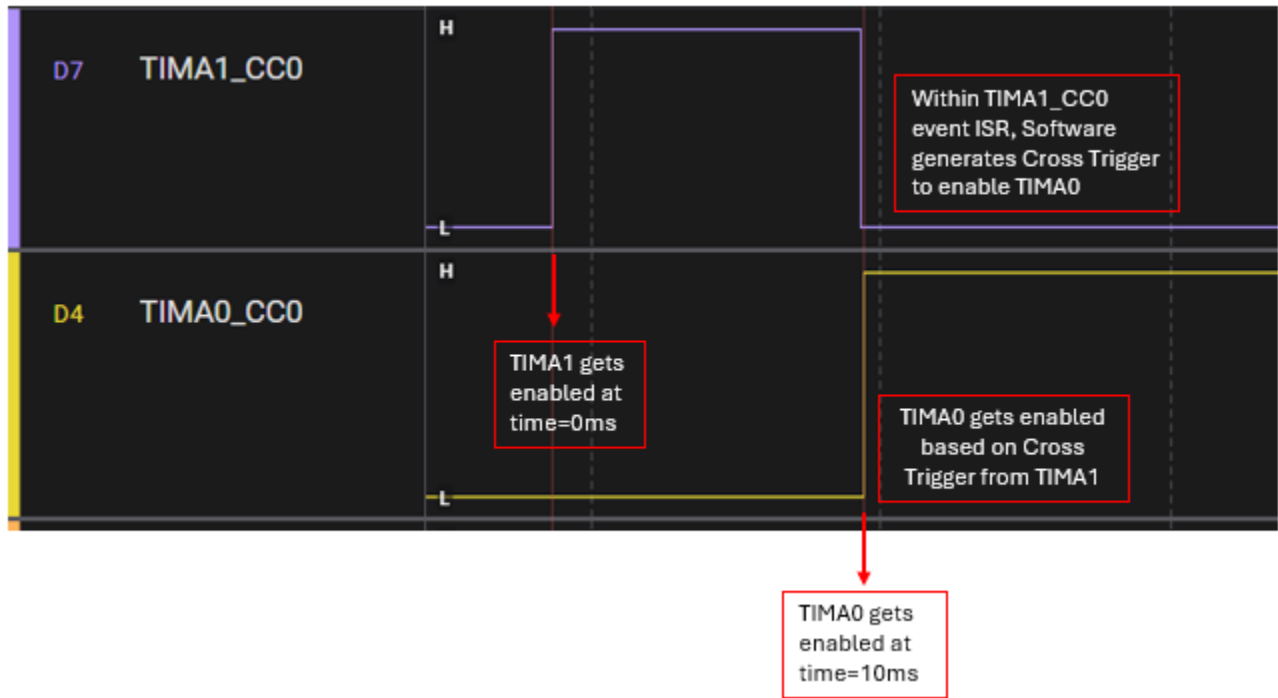 H
D7 TIMA1_CC0
L
Within TIMA1_CC0
event ISR, Software
generates Cross Trigger
to enable TIMA0
H
D4 TIMA0_CC0
L
TIMA1 gets
enabled at
time=0ms
TIMA0 gets enabled
based on Cross
Trigger from TIMA1
TIMA0 gets
enabled at
time=10ms